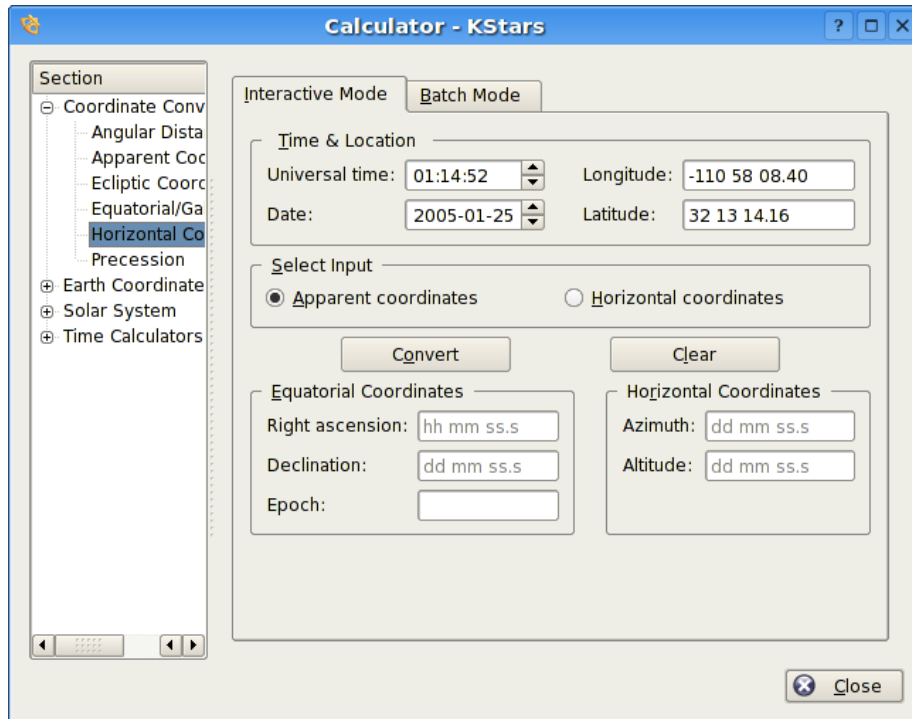 Calculator - KStars
Section
Coordinate Conv
Angular Dista
Apparent Coc
Ecliptic Coord
Equatorial/Ga
Horizontal Co
Precession
Earth Coordinate
Solar System
Time Calculators
Interactive Mode
Batch Mode
Time & Location
Universal time: 01:14:52
Longitude: -110 58 08.40
Date: 2005-01-25
Latitude: 32 13 14.16
Select Input
Apparent coordinates
Horizontal coordinates
Convert
Clear
Equatorial Coordinates
Right ascension: hh mm ss.s
Declination: dd mm ss.s
Epoch:
Horizontal Coordinates
Azimuth: dd mm ss.s
Altitude: dd mm ss.s
Close